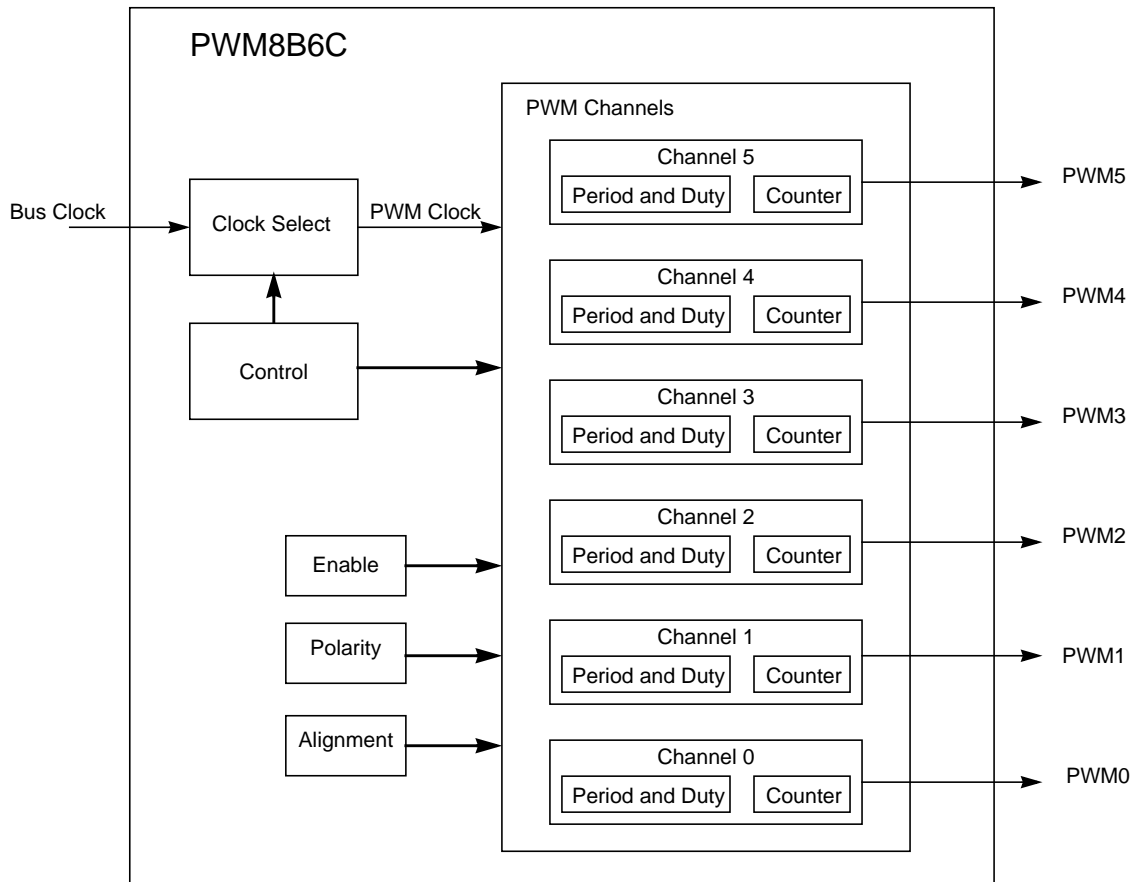 PWM8B6C
PWM Channels
Channel 5
Period and Duty Counter
PWM5
Bus Clock
Clock Select
PWM Clock
Channel 4
Period and Duty Counter
PWM4
Control
Channel 3
Period and Duty Counter
PWM3
Channel 2
Period and Duty Counter
PWM2
Enable
Channel 1
Period and Duty Counter
PWM1
Polarity
Alignment
Channel 0
Period and Duty Counter
PWM0